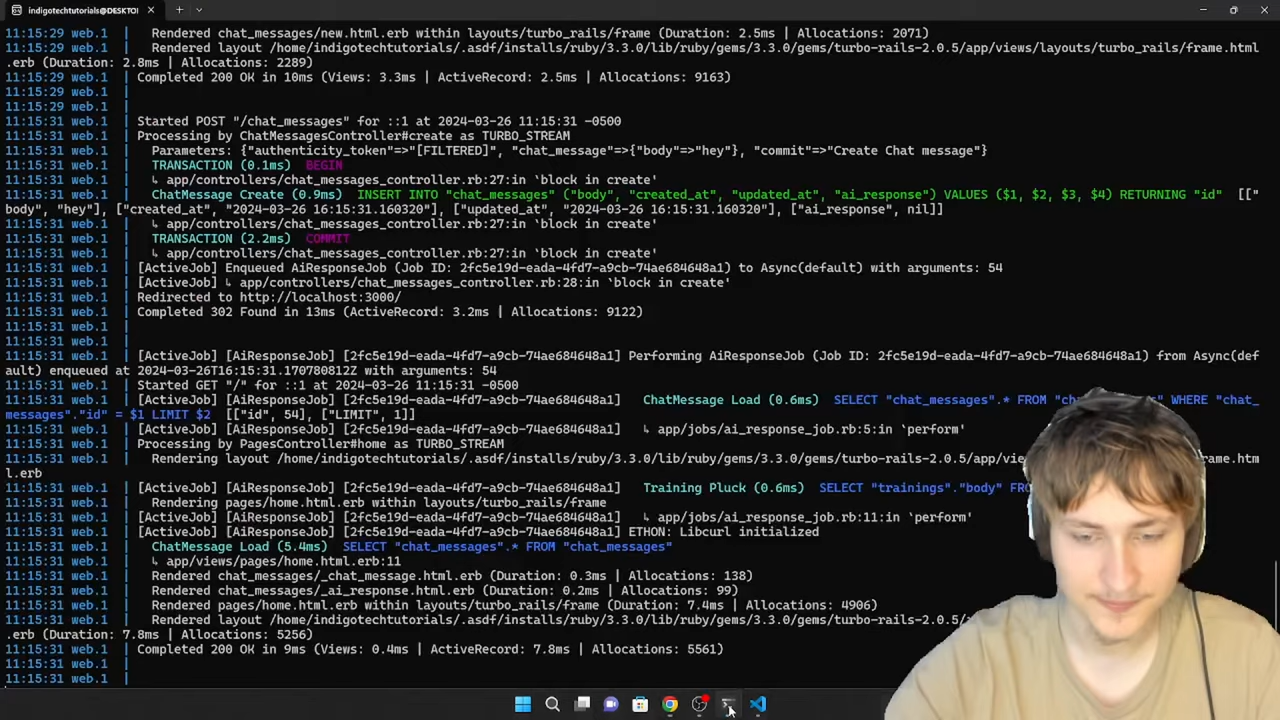 indigotechtutorials@DESKTO
11:15:29 web.1  |   Rendered chat_messages/new.html.erb within layouts/turbo_rails/frame (Duration: 2.5ms | Allocations: 2071)
11:15:29 web.1  |   Rendered layout /home/indigotechtutorials/.asdf/installs/ruby/3.3.0/lib/ruby/gems/3.3.0/gems/turbo-rails-2.0.5/app/views/layouts/turbo_rails/frame.html
.erb (Duration: 2.8ms | Allocations: 2289)
11:15:29 web.1  | Completed 200 OK in 10ms (Views: 3.3ms | ActiveRecord: 2.5ms | Allocations: 9163)
11:15:29 web.1  |
11:15:29 web.1  |
11:15:31 web.1  | Started POST "/chat_messages" for ::1 at 2024-03-26 11:15:31 -0500
11:15:31 web.1  | Processing by ChatMessagesController#create as TURBO_STREAM
11:15:31 web.1  |   Parameters: {"authenticity_token"=>"[FILTERED]", "chat_message"=>{"body"=>"hey"}, "commit"=>"Create Chat message"}
11:15:31 web.1  |   TRANSACTION (0.1ms)  BEGIN
11:15:31 web.1  |   ↳ app/controllers/chat_messages_controller.rb:27:in `block in create'
11:15:31 web.1  |   ChatMessage Create (0.9ms)  INSERT INTO "chat_messages" ("body", "created_at", "updated_at", "ai_response") VALUES ($1, $2, $3, $4) RETURNING "id"  [["
body", "hey"], ["created_at", "2024-03-26 16:15:31.160320"], ["updated_at", "2024-03-26 16:15:31.160320"], ["ai_response", nil]]
11:15:31 web.1  |   ↳ app/controllers/chat_messages_controller.rb:27:in `block in create'
11:15:31 web.1  |   TRANSACTION (2.2ms)  COMMIT
11:15:31 web.1  |   ↳ app/controllers/chat_messages_controller.rb:27:in `block in create'
11:15:31 web.1  | [ActiveJob] Enqueued AiResponseJob (Job ID: 2fc5e19d-eada-4fd7-a9cb-74ae684648a1) to Async(default) with arguments: 54
11:15:31 web.1  | [ActiveJob] ↳ app/controllers/chat_messages_controller.rb:28:in `block in create'
11:15:31 web.1  | Redirected to http://localhost:3000/
11:15:31 web.1  | Completed 302 Found in 13ms (ActiveRecord: 3.2ms | Allocations: 9122)
11:15:31 web.1  |
11:15:31 web.1  |
11:15:31 web.1  | [ActiveJob] [AiResponseJob] [2fc5e19d-eada-4fd7-a9cb-74ae684648a1] Performing AiResponseJob (Job ID: 2fc5e19d-eada-4fd7-a9cb-74ae684648a1) from Async(def
ault) enqueued at 2024-03-26T16:15:31.170780812Z with arguments: 54
11:15:31 web.1  | Started GET "/" for ::1 at 2024-03-26 11:15:31 -0500
11:15:31 web.1  | [ActiveJob] [AiResponseJob] [2fc5e19d-eada-4fd7-a9cb-74ae684648a1]   ChatMessage Load (0.6ms)  SELECT "chat_messages".* FROM WHERE "chat_
messages"."id" = $1 LIMIT $2  [["id", 54], ["LIMIT", 1]]
11:15:31 web.1  | [ActiveJob] [AiResponseJob] [2fc5e19d-eada-4fd7-a9cb-74ae684648a1]   ↳ app/jobs/ai_response_job.rb:5:in `perform'
11:15:31 web.1  | Processing by PagesController#home as TURBO_STREAM
11:15:31 web.1  |   Rendering layout /home/indigotechtutorials/.asdf/installs/ruby/3.3.0/lib/ruby/gems/3.3.0/gems/turbo-rails-2.0.5/app/ frame.htm
l.erb
11:15:31 web.1  | [ActiveJob] [AiResponseJob] [2fc5e19d-eada-4fd7-a9cb-74ae684648a1]   Training Pluck (0.6ms)  SELECT "trainings"."body"
11:15:31 web.1  |   Rendering pages/home.html.erb within layouts/turbo_rails/frame
11:15:31 web.1  | [ActiveJob] [AiResponseJob] [2fc5e19d-eada-4fd7-a9cb-74ae684648a1]   ↳ app/jobs/ai_response_job.rb:11:in `perform'
11:15:31 web.1  | [ActiveJob] [AiResponseJob] [2fc5e19d-eada-4fd7-a9cb-74ae684648a1] ETHON: Libcurl initialized
11:15:31 web.1  |   ChatMessage Load (5.4ms)  SELECT "chat_messages".* FROM "chat_messages"
11:15:31 web.1  |   ↳ app/views/pages/home.html.erb:11
11:15:31 web.1  |   Rendered chat_messages/_chat_message.html.erb (Duration: 0.3ms | Allocations: 138)
11:15:31 web.1  |   Rendered chat_messages/_ai_response.html.erb (Duration: 0.2ms | Allocations: 99)
11:15:31 web.1  |   Rendered pages/home.html.erb within layouts/turbo_rails/frame (Duration: 7.4ms | Allocations: 4906)
11:15:31 web.1  |   Rendered layout /home/indigotechtutorials/.asdf/installs/ruby/3.3.0/lib/ruby/gems/3.3.0/gems/turbo-rails-2.0.5/app/
.erb (Duration: 7.8ms | Allocations: 5256)
11:15:31 web.1  | Completed 200 OK in 9ms (Views: 0.4ms | ActiveRecord: 7.8ms | Allocations: 5561)
11:15:31 web.1  |
11:15:31 web.1  |